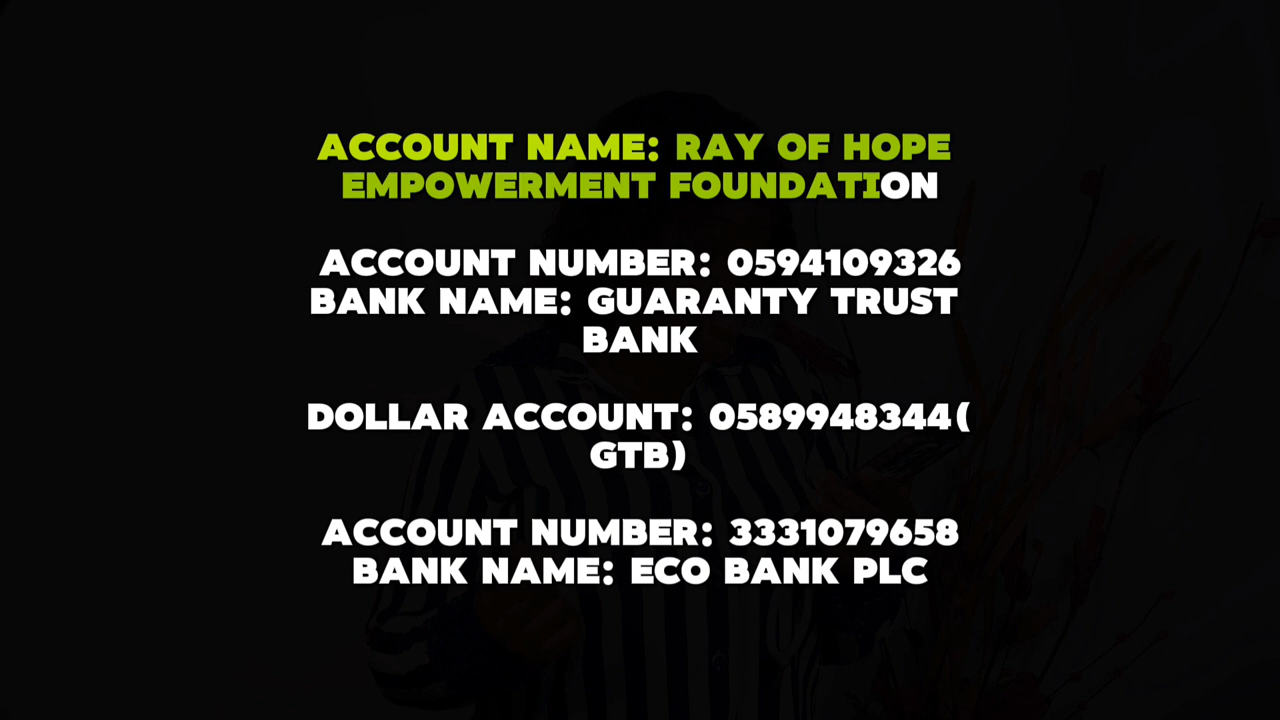 ACCOUNT NAME: RAY OF HOPE
EMPOWERMENT FOUNDATION
ACCOUNT NUMBER: 0594109326
BANK NAME: GUARANTY TRUST
BANK
DOLLAR ACCOUNT: 0589948344(
GTB)
ACCOUNT NUMBER: 3331079658
BANK NAME: ECO BANK PLC